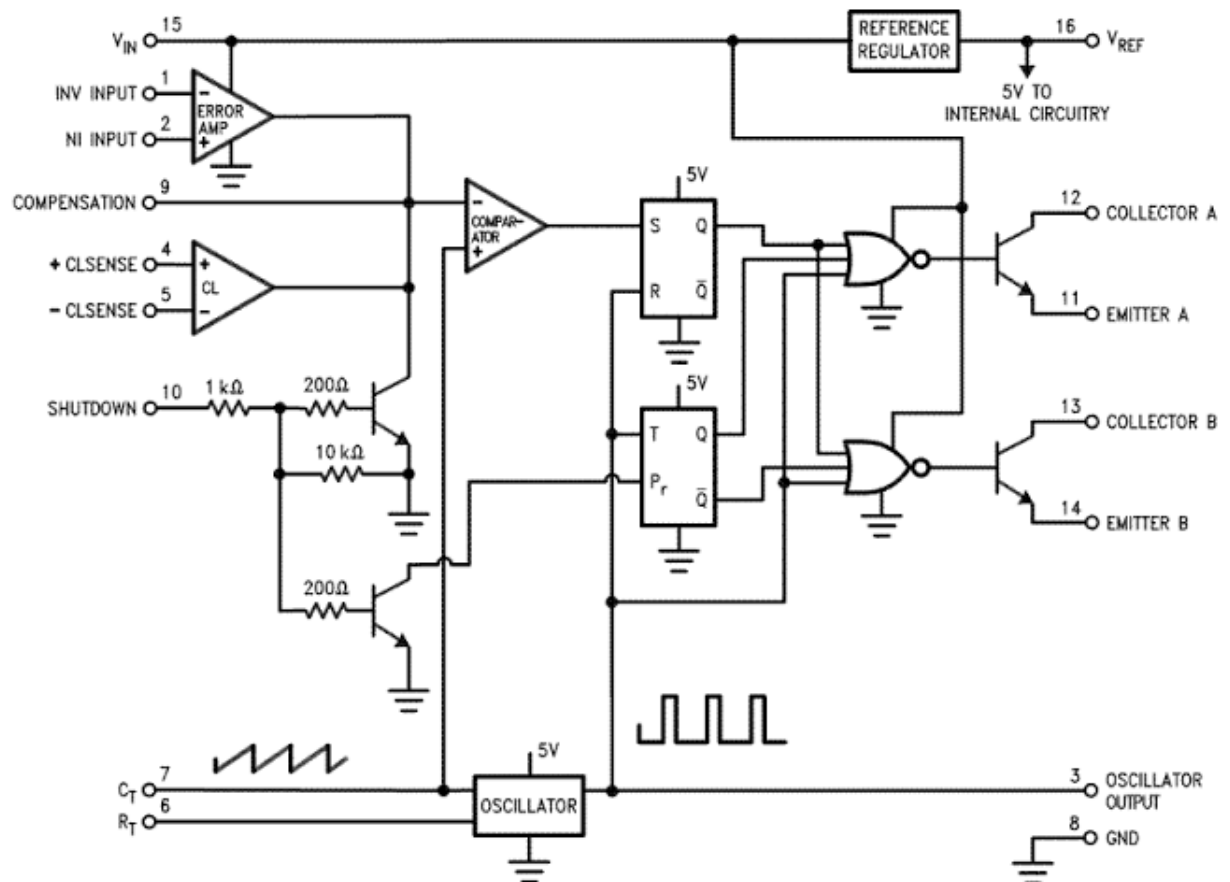 15
V_IN
REFERENCE
REGULATOR
16
V_REF
1
INV INPUT
-
ERROR
AMP
5V TO
INTERNAL CIRCUITRY
2
NI INPUT
+
9
COMPENSATION
-
COMPAR-
ATOR
+
5V
S Q
R Q̅
12
COLLECTOR A
11
EMITTER A
4
+ CLSENSE
+
CL
5
- CLSENSE
-
10
SHUTDOWN
1 kΩ
200Ω
10 kΩ
200Ω
5V
T Q
Pr Q̅
13
COLLECTOR B
14
EMITTER B
7
C_T
6
R_T
5V
OSCILLATOR
3
OSCILLATOR
OUTPUT
8
GND